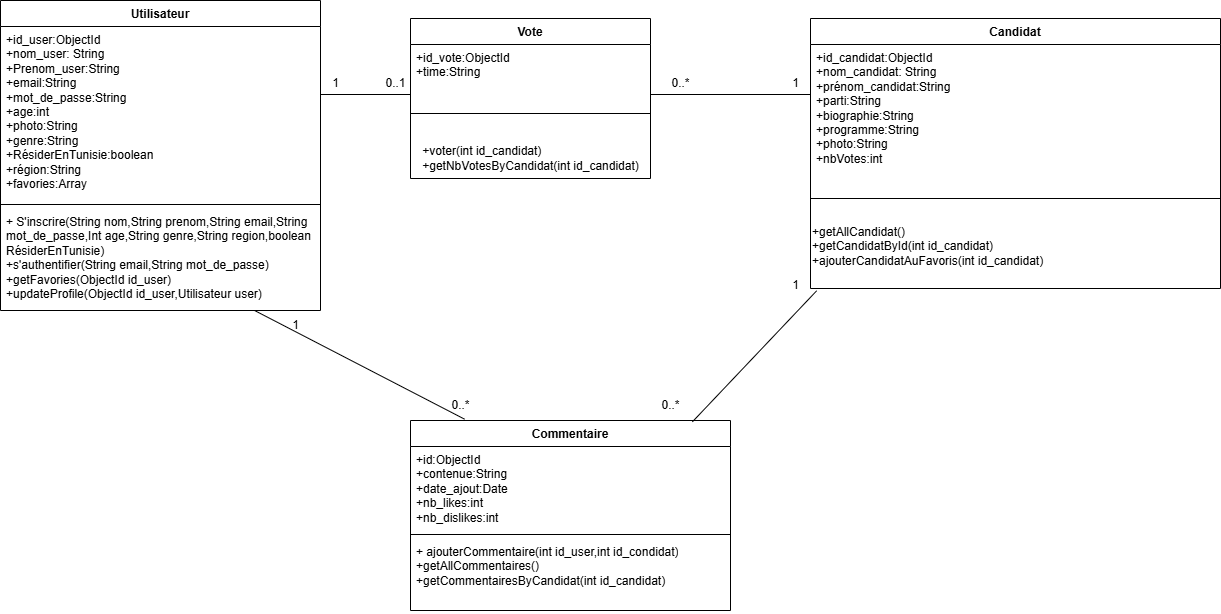 Utilisateur
+id_user:ObjectId
+nom_user: String
+Prenom_user:String
+email:String
+mot_de_passe:String
+age:int
+photo:String
+genre:String
+RésiderEnTunisie:boolean
+région:String
+favories:Array
+ S'inscrire(String nom,String prenom,String email,String
mot_de_passe,Int age,String genre,String region,boolean
RésiderEnTunisie)
+s'authentifier(String email,String mot_de_passe)
+getFavories(ObjectId id_user)
+updateProfile(ObjectId id_user,Utilisateur user)
1
0..1
Vote
+id_vote:ObjectId
+time:String
+voter(int id_candidat)
+getNbVotesByCandidat(int id_candidat)
0..*
1
Candidat
+id_candidat:ObjectId
+nom_candidat: String
+prénom_candidat:String
+parti:String
+biographie:String
+programme:String
+photo:String
+nbVotes:int
+getAllCandidat()
+getCandidatById(int id_candidat)
+ajouterCandidatAuFavoris(int id_candidat)
1
1
0..*
0..*
Commentaire
+id:ObjectId
+contenue:String
+date_ajout:Date
+nb_likes:int
+nb_dislikes:int
+ ajouterCommentaire(int id_user,int id_condidat)
+getAllCommentaires()
+getCommentairesByCandidat(int id_candidat)